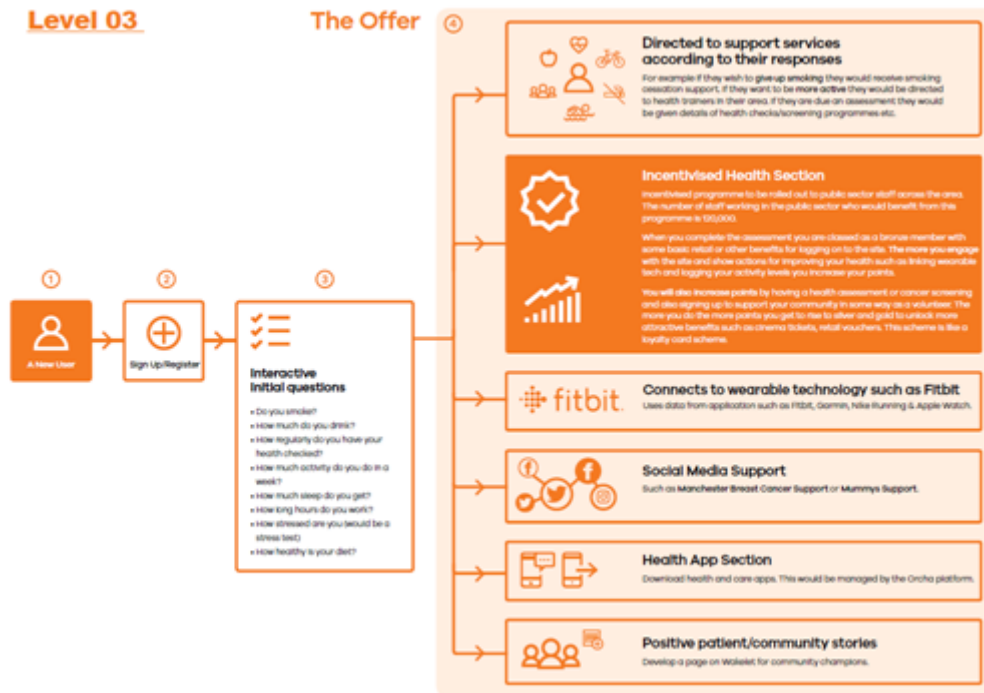 Level 03
The Offer
4
Directed to support services
according to their responses
For example if they wish to give up smoking they would receive smoking
cessation support. If they want to be more active they would be directed
to health trainers in their area. If they are due an assessment they would
be given details of health checks/screening programmes etc.
Incentivised Health Section
Incentivised programme to be rolled out to public sector staff across the area.
The number of staff working in the public sector who would benefit from this
programme is 120,000.
When you complete the assessment you are classed as a bronze member with
some basic retail or other benefits for logging on to the site. The more you engage
with the site and show actions for improving your health such as linking wearable
tech and logging your activity levels you increase your points.
You will also increase points by having a health assessment or cancer screening
and also signing up to support your community in some way as a volunteer. The
more you do the more points you get to rise to silver and gold to unlock more
attractive benefits such as cinema tickets, retail vouchers. This scheme is like a
loyalty card scheme.
1
A New User
2
Sign Up/Register
3
Interactive
Initial questions
• Do you smoke?
• How much do you drink?
• How regularly do you have your
health checked?
• How much activity do you do in a
week?
• How much sleep do you get?
• How long hours do you work?
• How stressed are you (would be a
stress test)
• How healthy is your diet?
fitbit.
Connects to wearable technology such as Fitbit
Uses data from application such as Fitbit, Garmin, Nike Running & Apple Watch.
Social Media Support
Such as Manchester Breast Cancer Support or Mummys Support.
Health App Section
Download health and care apps. This would be managed by the Orcha platform.
Positive patient/community stories
Develop a page on Wakelet for community champions.